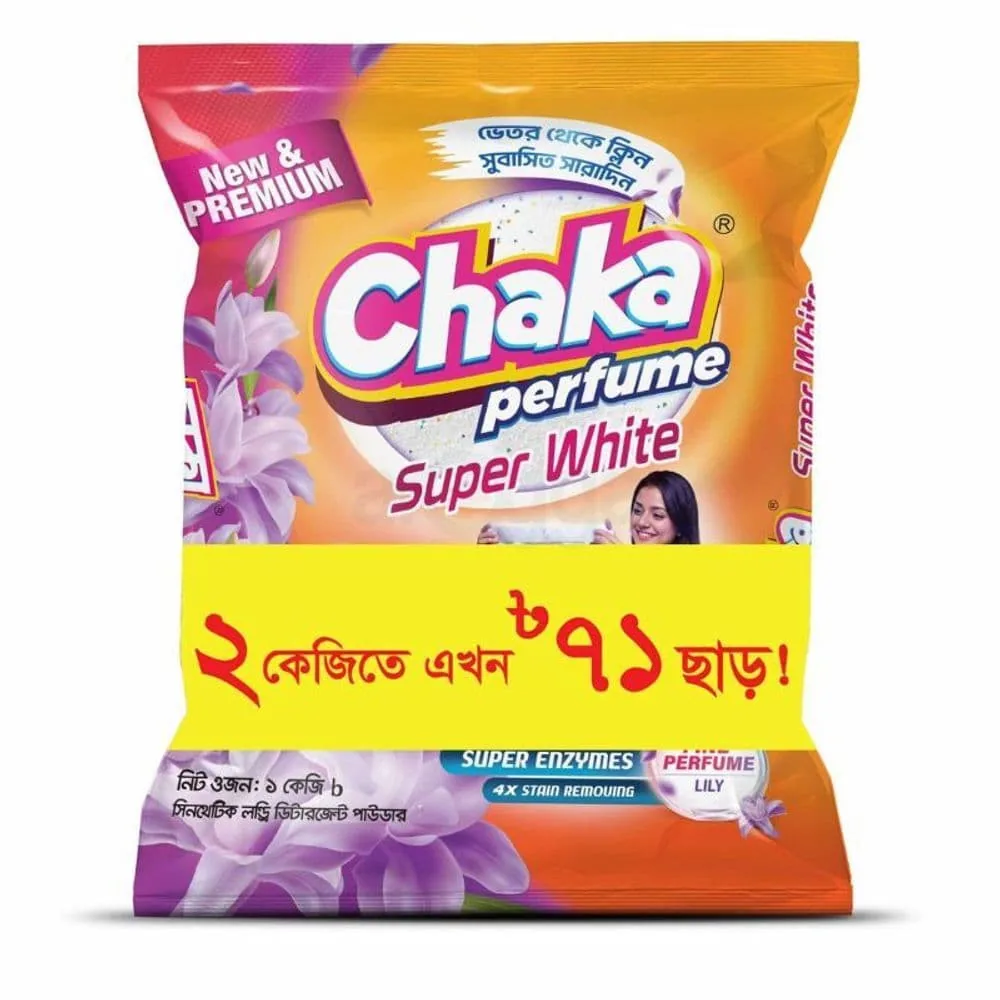 New &
PREMIUM
ভেতর থেকে ক্লিন
সুবাসিত সারাদিন
Chaka
®
perfume
Super White
Super White
২ কেজিতে এখন ৳৭১ ছাড়!
SUPER ENZYMES
4X STAIN REMOVING
FINE
PERFUME
LILY
নিট ওজন: ১ কেজি b
সিনথেটিক লন্ড্রি ডিটারজেন্ট পাউডার